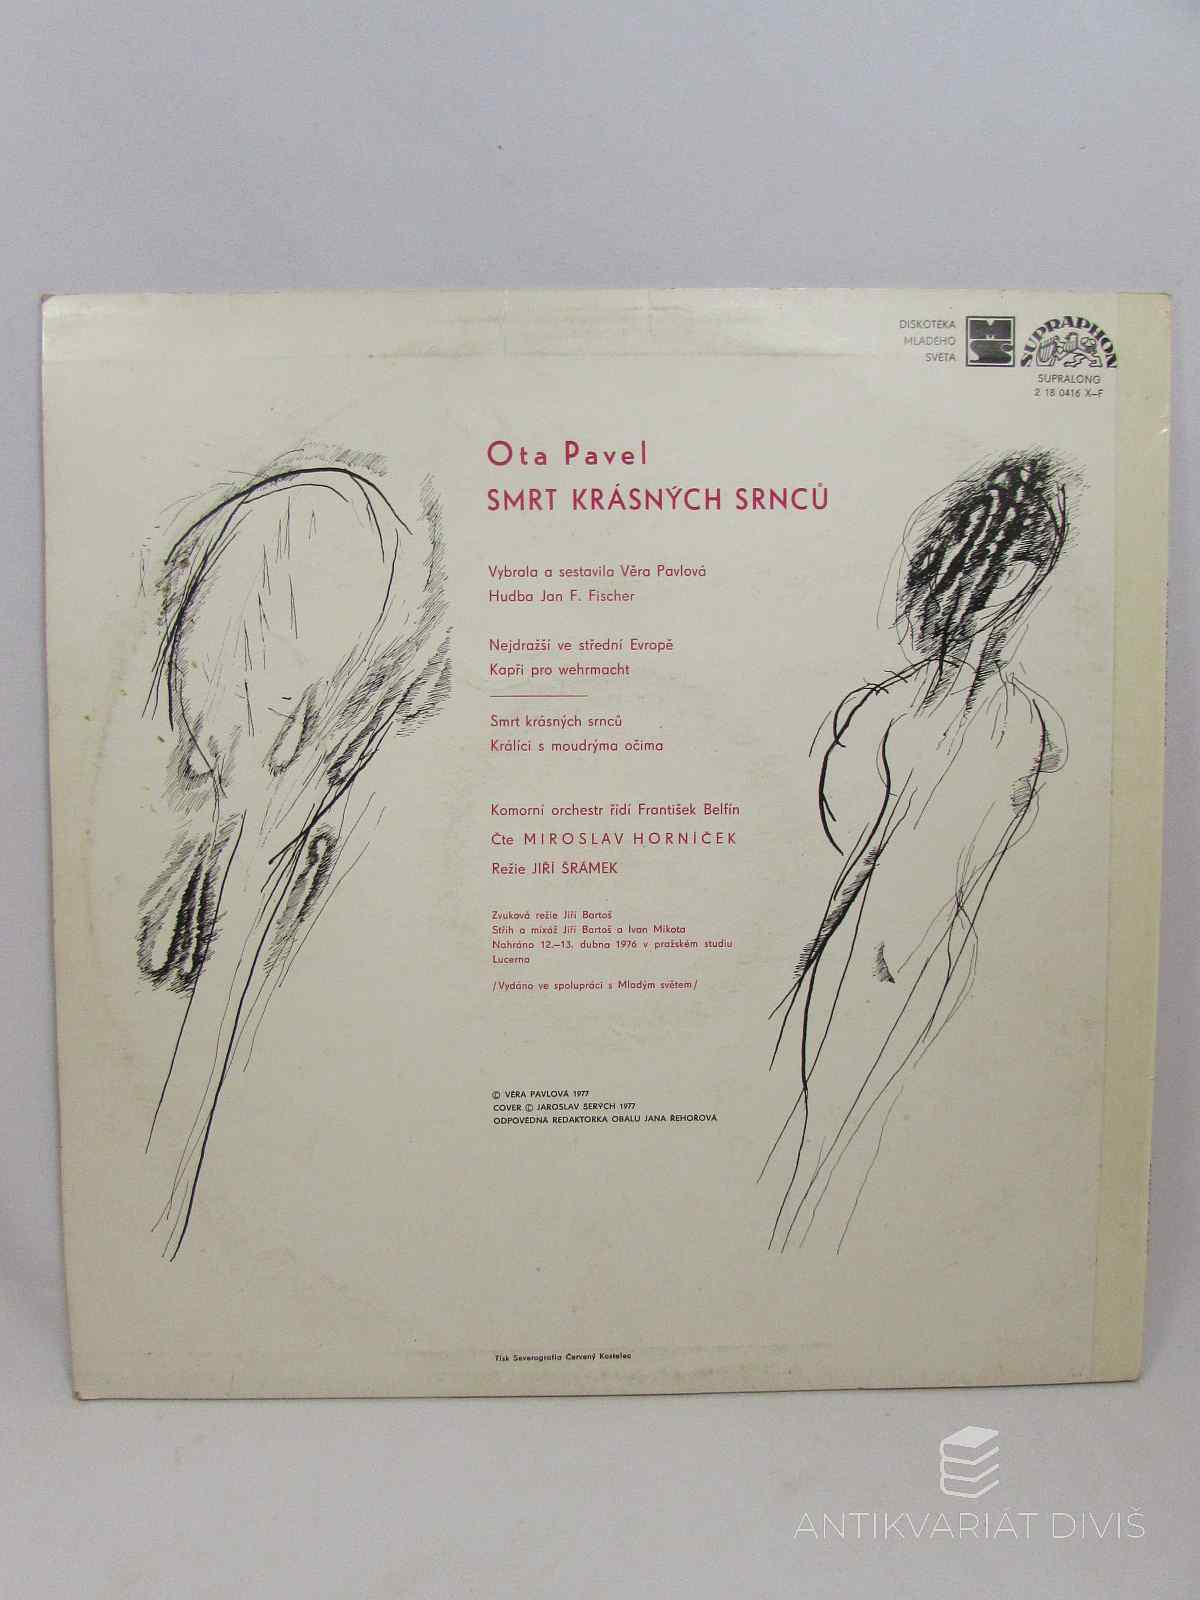 DISKOTÉKA
MLADÉHO
SVĚTA
MS
SUPRAPHON
SUPRALONG
2 18 0416 X–F
Ota Pavel
SMRT KRÁSNÝCH SRNCŮ
Vybrala a sestavila Věra Pavlová
Hudba Jan F. Fischer
Nejdražší ve střední Evropě
Kapři pro wehrmacht
Smrt krásných srnců
Králíci s moudrýma očima
Komorní orchestr řídí František Belfín
Čte MIROSLAV HORNÍČEK
Režie JIŘÍ ŠRÁMEK
Zvuková režie Jiří Bartoš
Střih a mixáž Jiří Bartoš a Ivan Mikota
Nahráno 12.–13. dubna 1976 v pražském studiu
Lucerna
/Vydáno ve spolupráci s Mladým světem/
© VĚRA PAVLOVÁ 1977
COVER © JAROSLAV ŠERÝCH 1977
ODPOVĚDNÁ REDAKTORKA OBALU JANA ŘEHOŘOVÁ
Tisk Severografia Červený Kostelec
ANTIKVARIÁT DIVIŠ